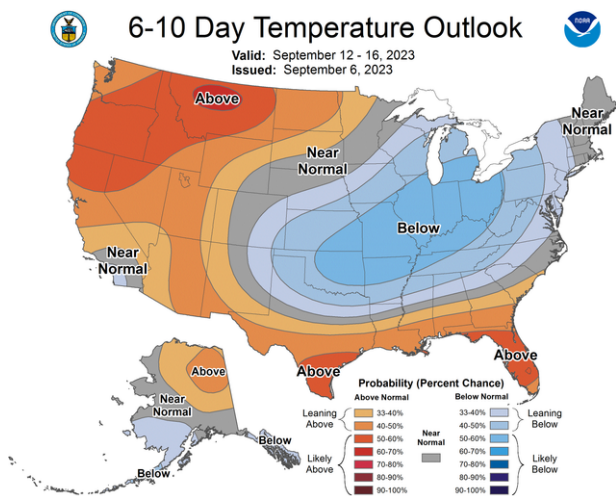 6-10 Day Temperature Outlook
Valid: September 12 - 16, 2023
Issued: September 6, 2023
NOAA
Above
Near
Normal
Near
Normal
Below
Near
Normal
Above
Above
Above
Near
Normal
Below
Below
Probability (Percent Chance)
Above Normal
Below Normal
Leaning
Above
33-40%
33-40%
Leaning
Below
40-50%
40-50%
Likely
Above
50-60%
Near
Normal
50-60%
Likely
Below
60-70%
60-70%
70-80%
70-80%
80-90%
80-90%
90-100%
90-100%